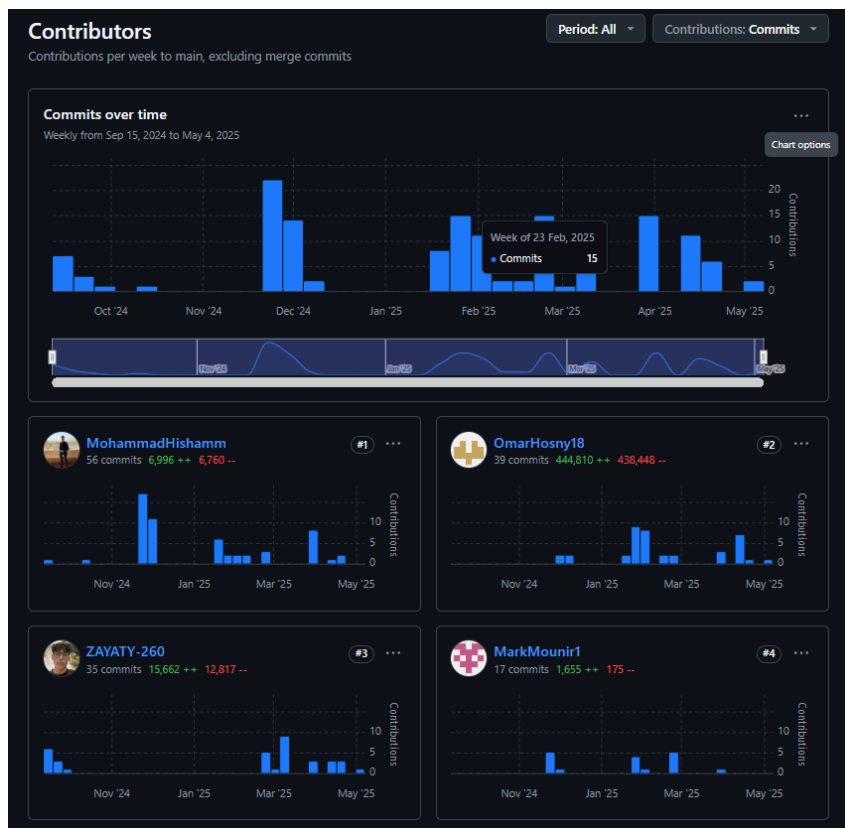 Contributors
Period: All
Contributions: Commits
Contributions per week to main, excluding merge commits
Commits over time
Weekly from Sep 15, 2024 to May 4, 2025
Chart options
20
15
10
5
0
Contributions
Week of 23 Feb, 2025
Commits 15
Oct '24 Nov '24 Dec '24 Jan '25 Feb '25 Mar '25 Apr '25 May '25
Nov '24 Jan '25 Mar '25 May '25
MohammadHishamm #1
56 commits 6,996 ++ 6,760 --
10
5
0
Contributions
Nov '24 Jan '25 Mar '25 May '25
OmarHosny18 #2
39 commits 444,810 ++ 438,448 --
10
5
0
Contributions
Nov '24 Jan '25 Mar '25 May '25
ZAYATY-260 #3
35 commits 15,662 ++ 12,817 --
10
5
0
Contributions
Nov '24 Jan '25 Mar '25 May '25
MarkMounir1 #4
17 commits 1,655 ++ 175 --
10
5
0
Contributions
Nov '24 Jan '25 Mar '25 May '25